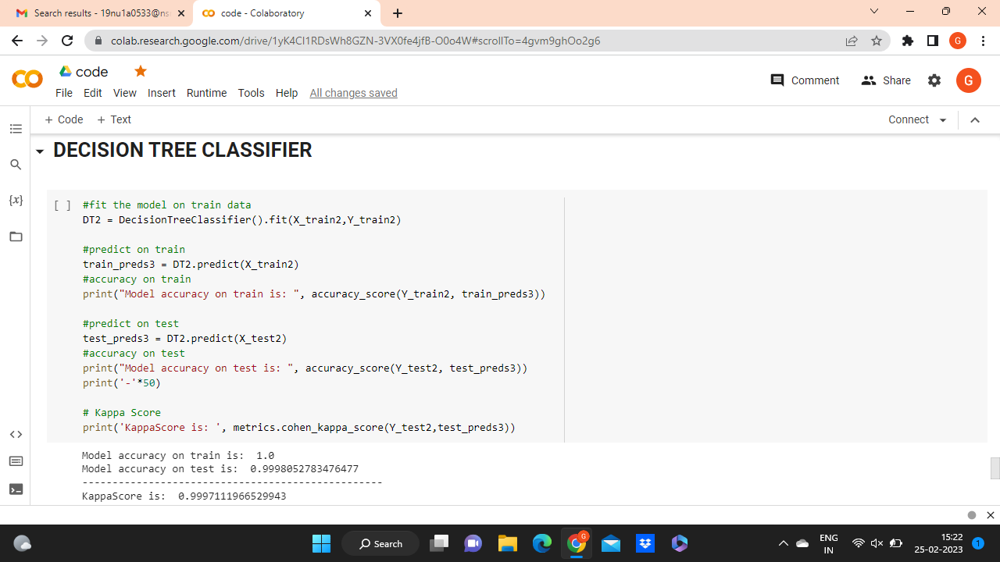 Search results - 19nu1a0533@ns
code - Colaboratory
colab.research.google.com/drive/1yK4CI1RDsWh8GZN-3VX0fe4jfB-O0o4W#scrollTo=4gvm9ghOo2g6
G
code
File Edit View Insert Runtime Tools Help All changes saved
Comment Share G
+ Code + Text Connect
DECISION TREE CLASSIFIER
{x}
[ ] #fit the model on train data
DT2 = DecisionTreeClassifier().fit(X_train2,Y_train2)
#predict on train
train_preds3 = DT2.predict(X_train2)
#accuracy on train
print("Model accuracy on train is: ", accuracy_score(Y_train2, train_preds3))
#predict on test
test_preds3 = DT2.predict(X_test2)
#accuracy on test
print("Model accuracy on test is: ", accuracy_score(Y_test2, test_preds3))
print('-'*50)
# Kappa Score
print('KappaScore is: ', metrics.cohen_kappa_score(Y_test2,test_preds3))
Model accuracy on train is:  1.0
Model accuracy on test is:  0.9998052783476477
--------------------------------------------------
KappaScore is:  0.9997111966529943
Search
G
ENG
IN
15:22
25-02-2023
1